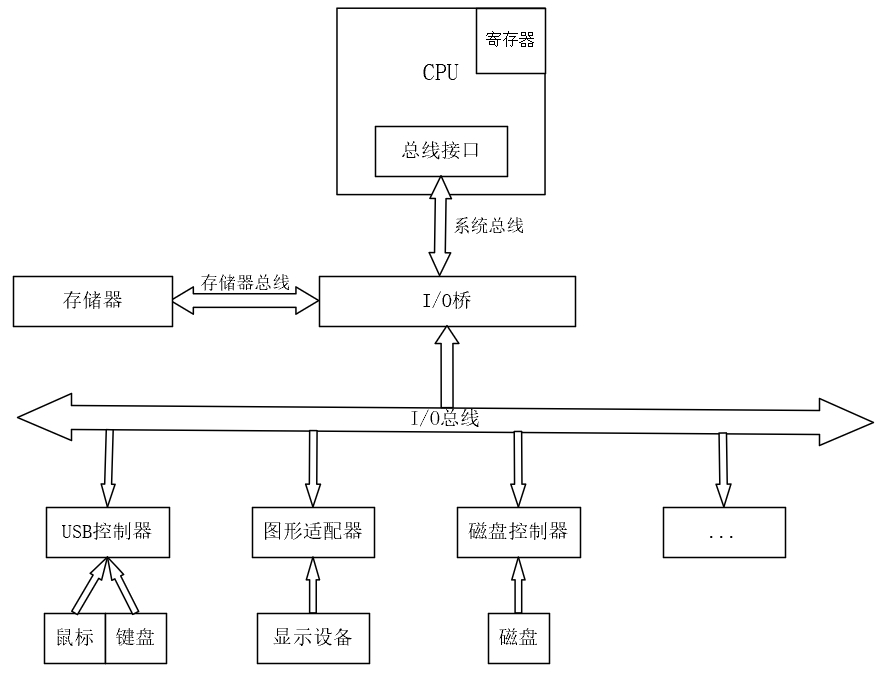 寄存器
CPU
总线接口
系统总线
存储器总线
存储器
I/O桥
I/O总线
USB控制器
图形适配器
磁盘控制器
...
鼠标
键盘
显示设备
磁盘